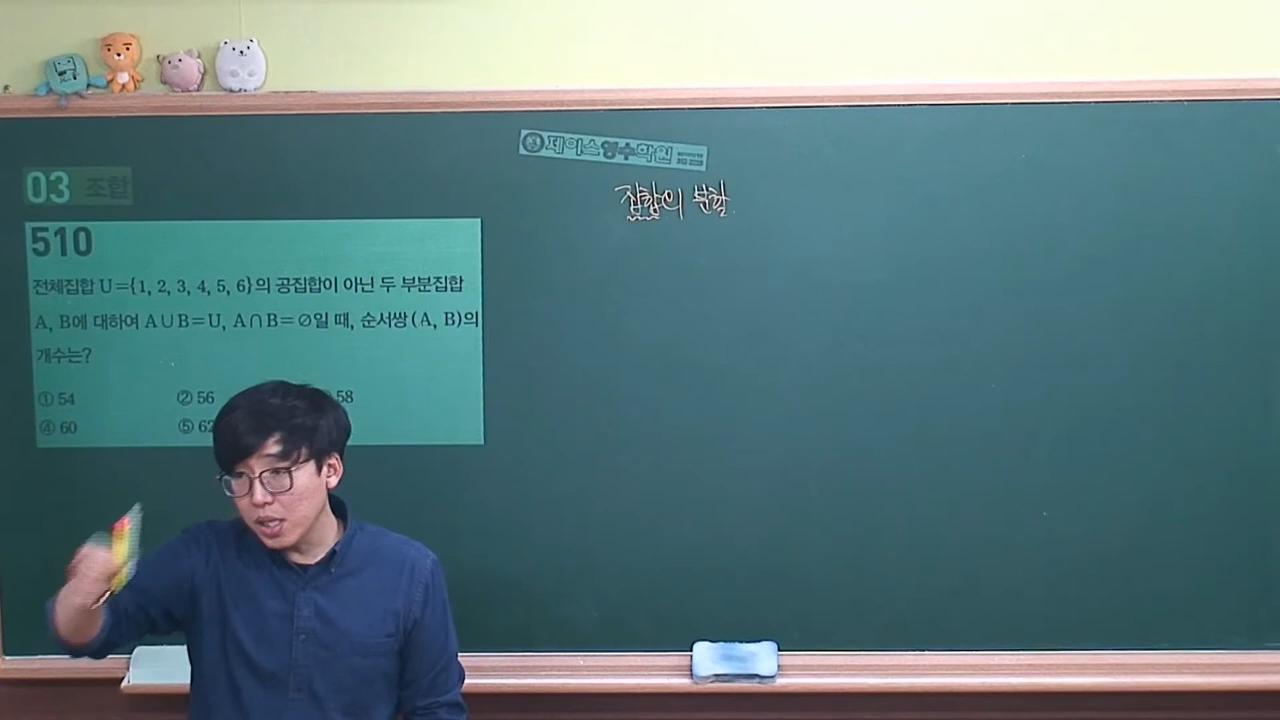 제이스영수학원
03 조합
집합의 분할.
510
전체집합 U={1, 2, 3, 4, 5, 6}의 공집합이 아닌 두 부분집합
A, B에 대하여 A∪B=U, A∩B=∅일 때, 순서쌍 (A, B)의
개수는?
① 54 ② 56 58
④ 60 ⑤ 62